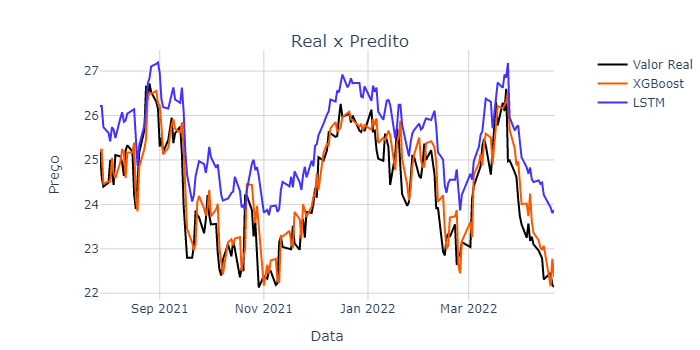 Real x Predito
Valor Real
XGBoost
LSTM
Preço
27
26
25
24
23
22
Sep 2021
Nov 2021
Jan 2022
Mar 2022
Data